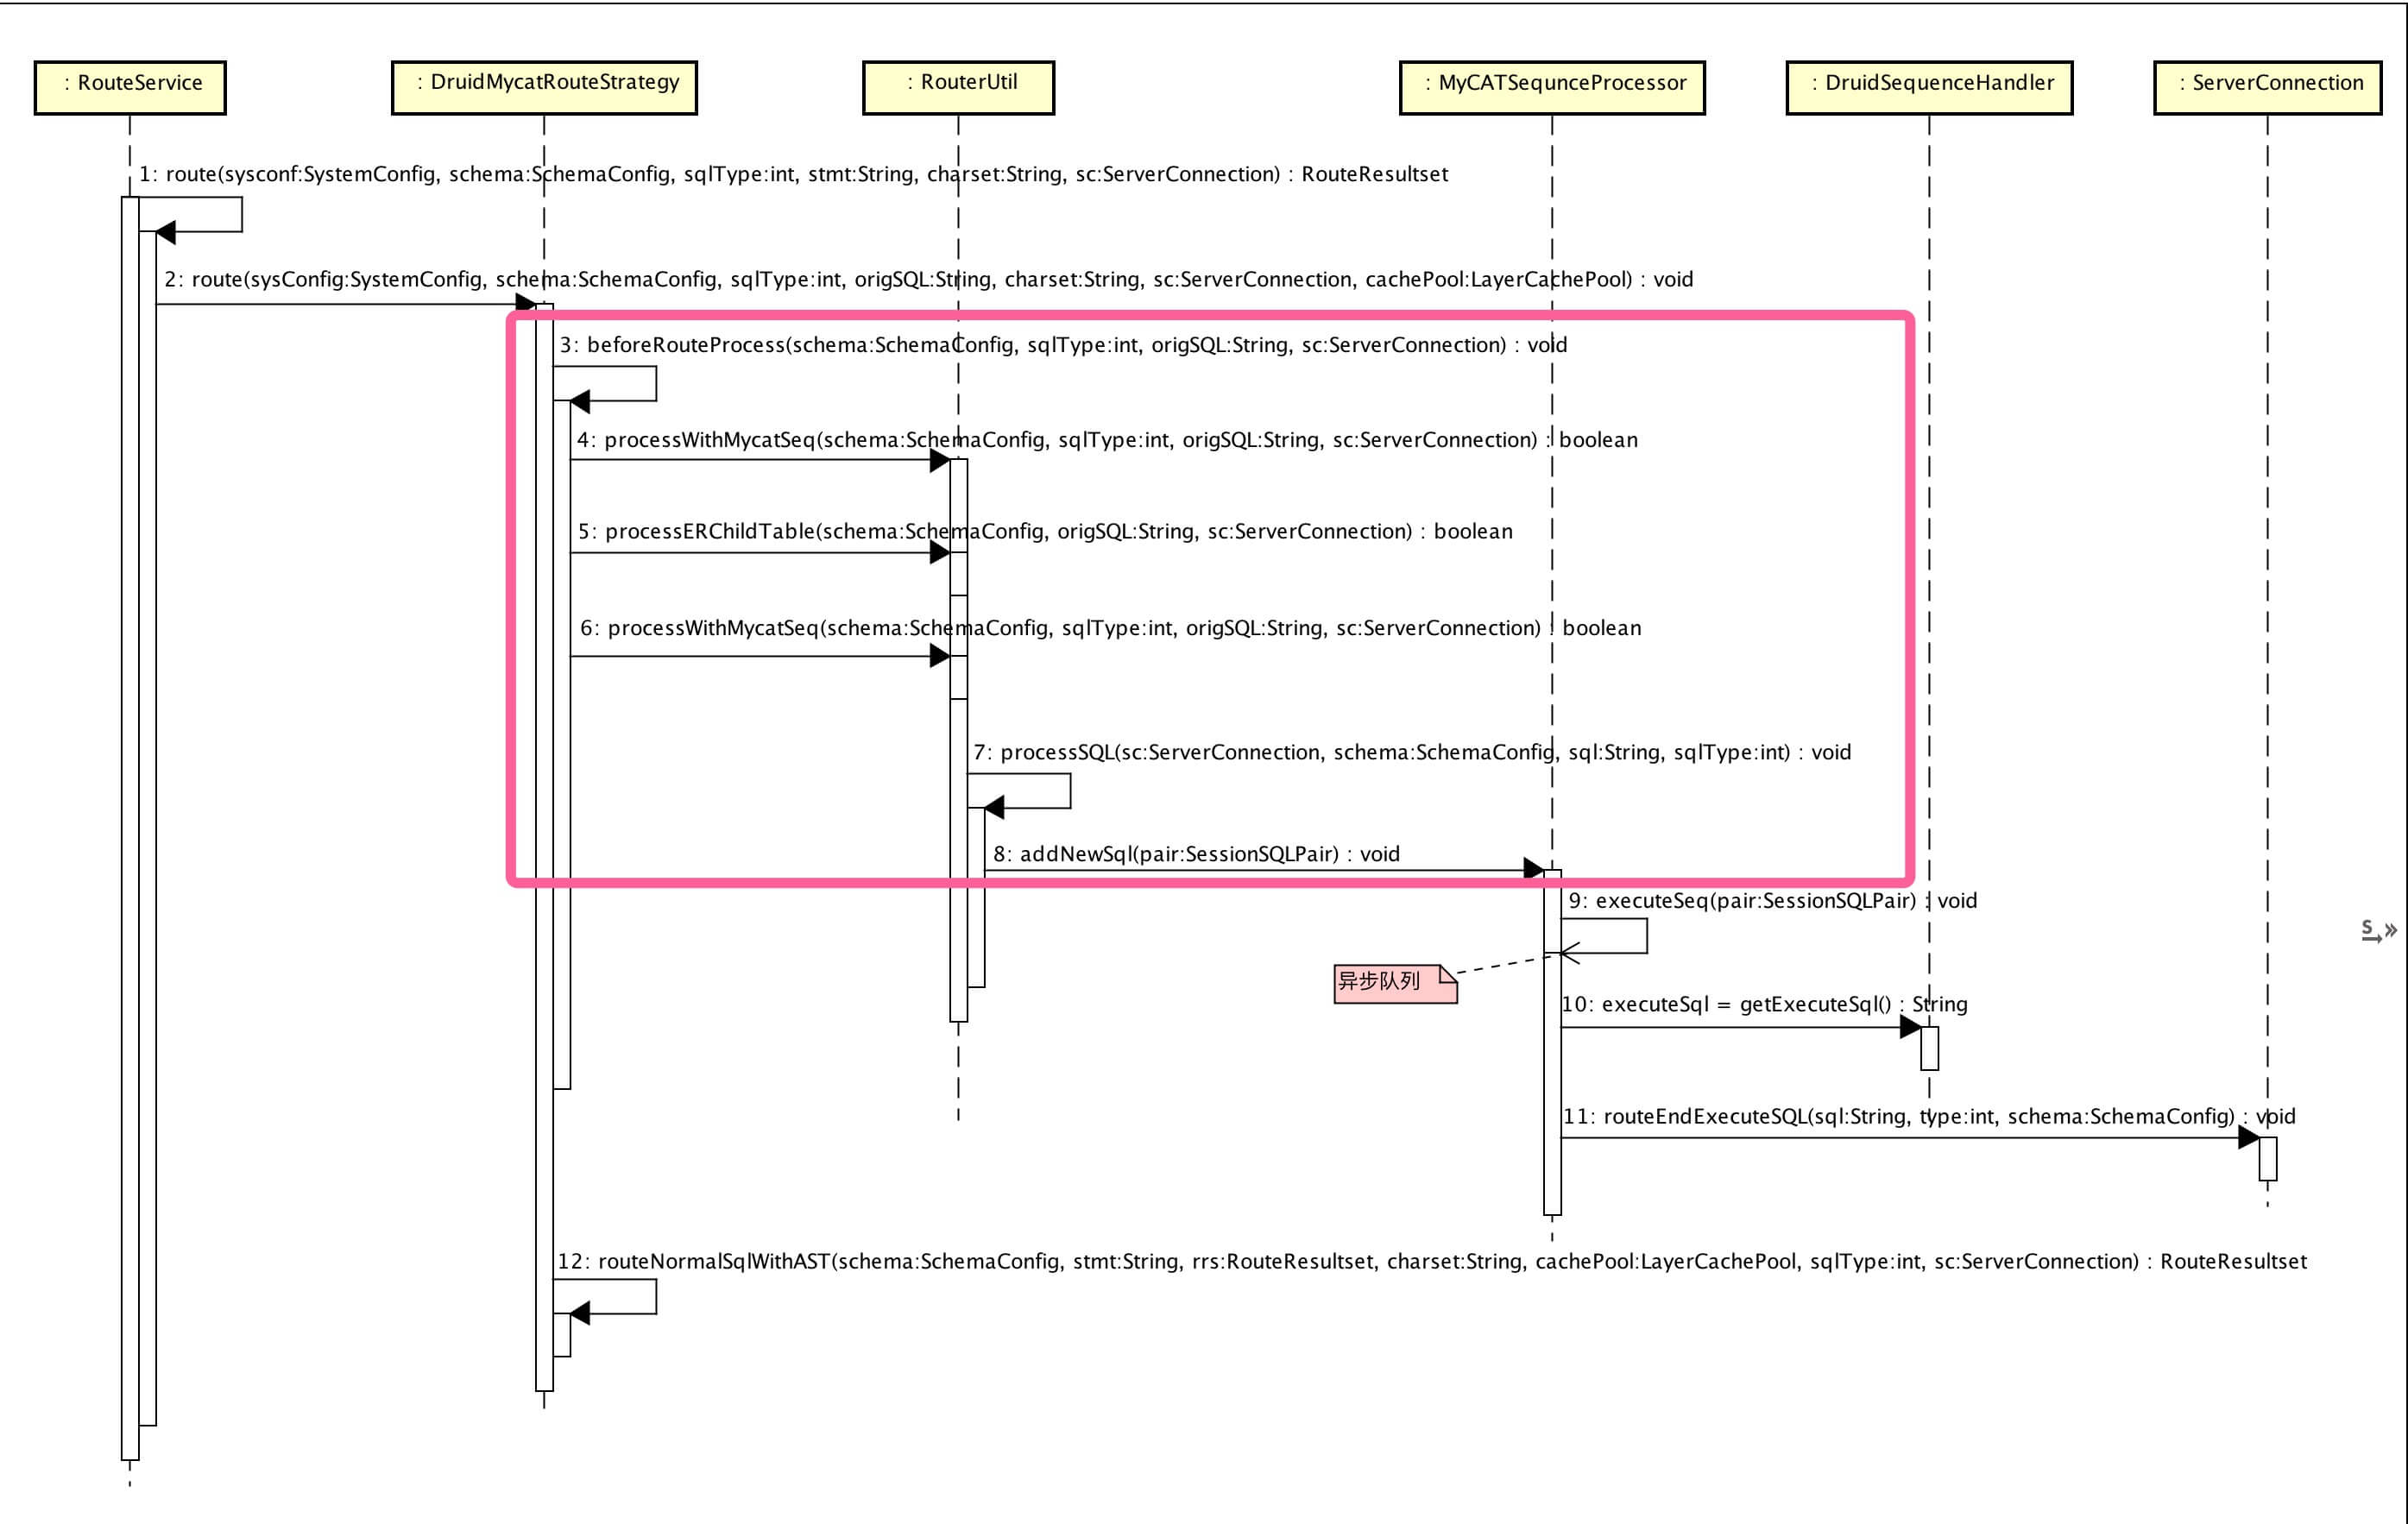 : RouteService
: DruidMycatRouteStrategy
: RouterUtil
: MyCATSequnceProcessor
: DruidSequenceHandler
: ServerConnection
1: route(sysconf:SystemConfig, schema:SchemaConfig, sqlType:int, stmt:String, charset:String, sc:ServerConnection) : RouteResultset
2: route(sysConfig:SystemConfig, schema:SchemaConfig, sqlType:int, origSQL:String, charset:String, sc:ServerConnection, cachePool:LayerCachePool) : void
3: beforeRouteProcess(schema:SchemaConfig, sqlType:int, origSQL:String, sc:ServerConnection) : void
4: processWithMycatSeq(schema:SchemaConfig, sqlType:int, origSQL:String, sc:ServerConnection) : boolean
5: processERChildTable(schema:SchemaConfig, origSQL:String, sc:ServerConnection) : boolean
6: processWithMycatSeq(schema:SchemaConfig, sqlType:int, origSQL:String, sc:ServerConnection) : boolean
7: processSQL(sc:ServerConnection, schema:SchemaConfig, sql:String, sqlType:int) : void
8: addNewSql(pair:SessionSQLPair) : void
9: executeSeq(pair:SessionSQLPair) : void
S »
异步队列
10: executeSql = getExecuteSql() : String
11: routeEndExecuteSQL(sql:String, type:int, schema:SchemaConfig) : void
12: routeNormalSqlWithAST(schema:SchemaConfig, stmt:String, rrs:RouteResultset, charset:String, cachePool:LayerCachePool, sqlType:int, sc:ServerConnection) : RouteResultset